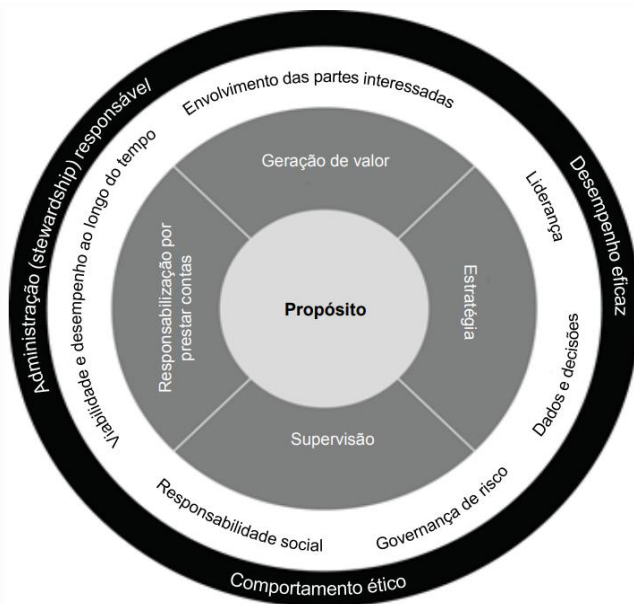 Envolvimento das partes interessadas
Administração (stewardship) responsável
Viabilidade e desempenho ao longo do tempo
Geração de valor
Liderança
Desempenho eficaz
Responsabilização por
prestar contas
Propósito
Estratégia
Dados e decisões
Supervisão
Responsabilidade social
Governança de risco
Comportamento ético